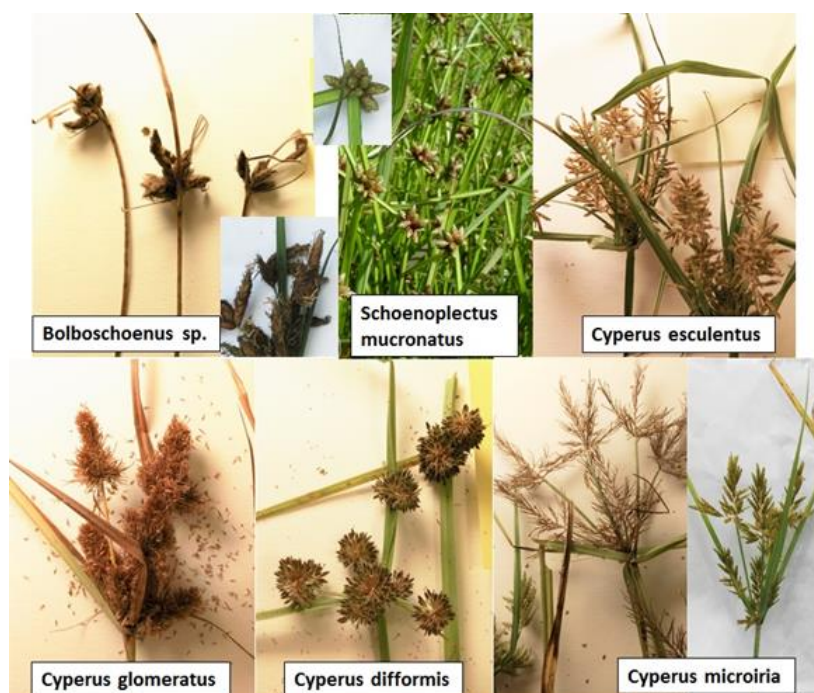 Bolboschoenus sp.
Schoenoplectus
mucronatus
Cyperus esculentus
Cyperus glomeratus
Cyperus difformis
Cyperus microiria